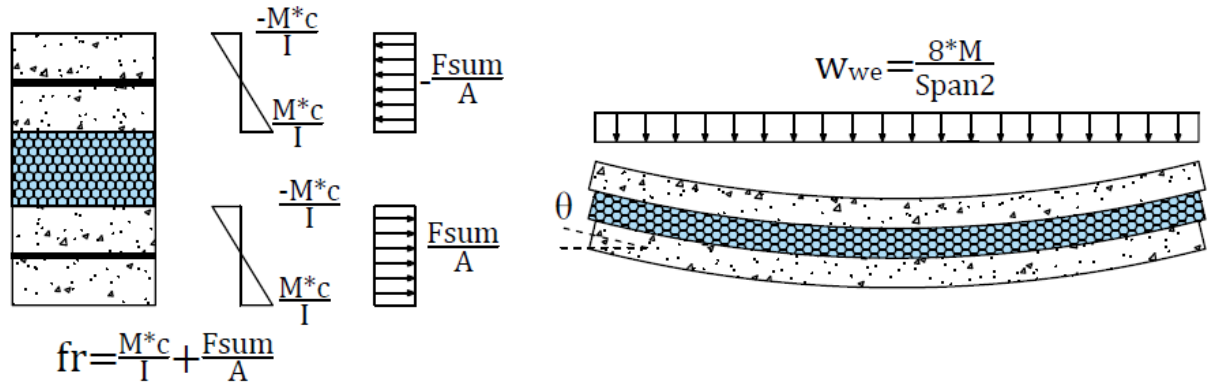 -M*c/I
M*c/I
-Fsum/A
-M*c/I
M*c/I
Fsum/A
fr=M*c/I+Fsum/A
wwe=8*M/Span2
θ